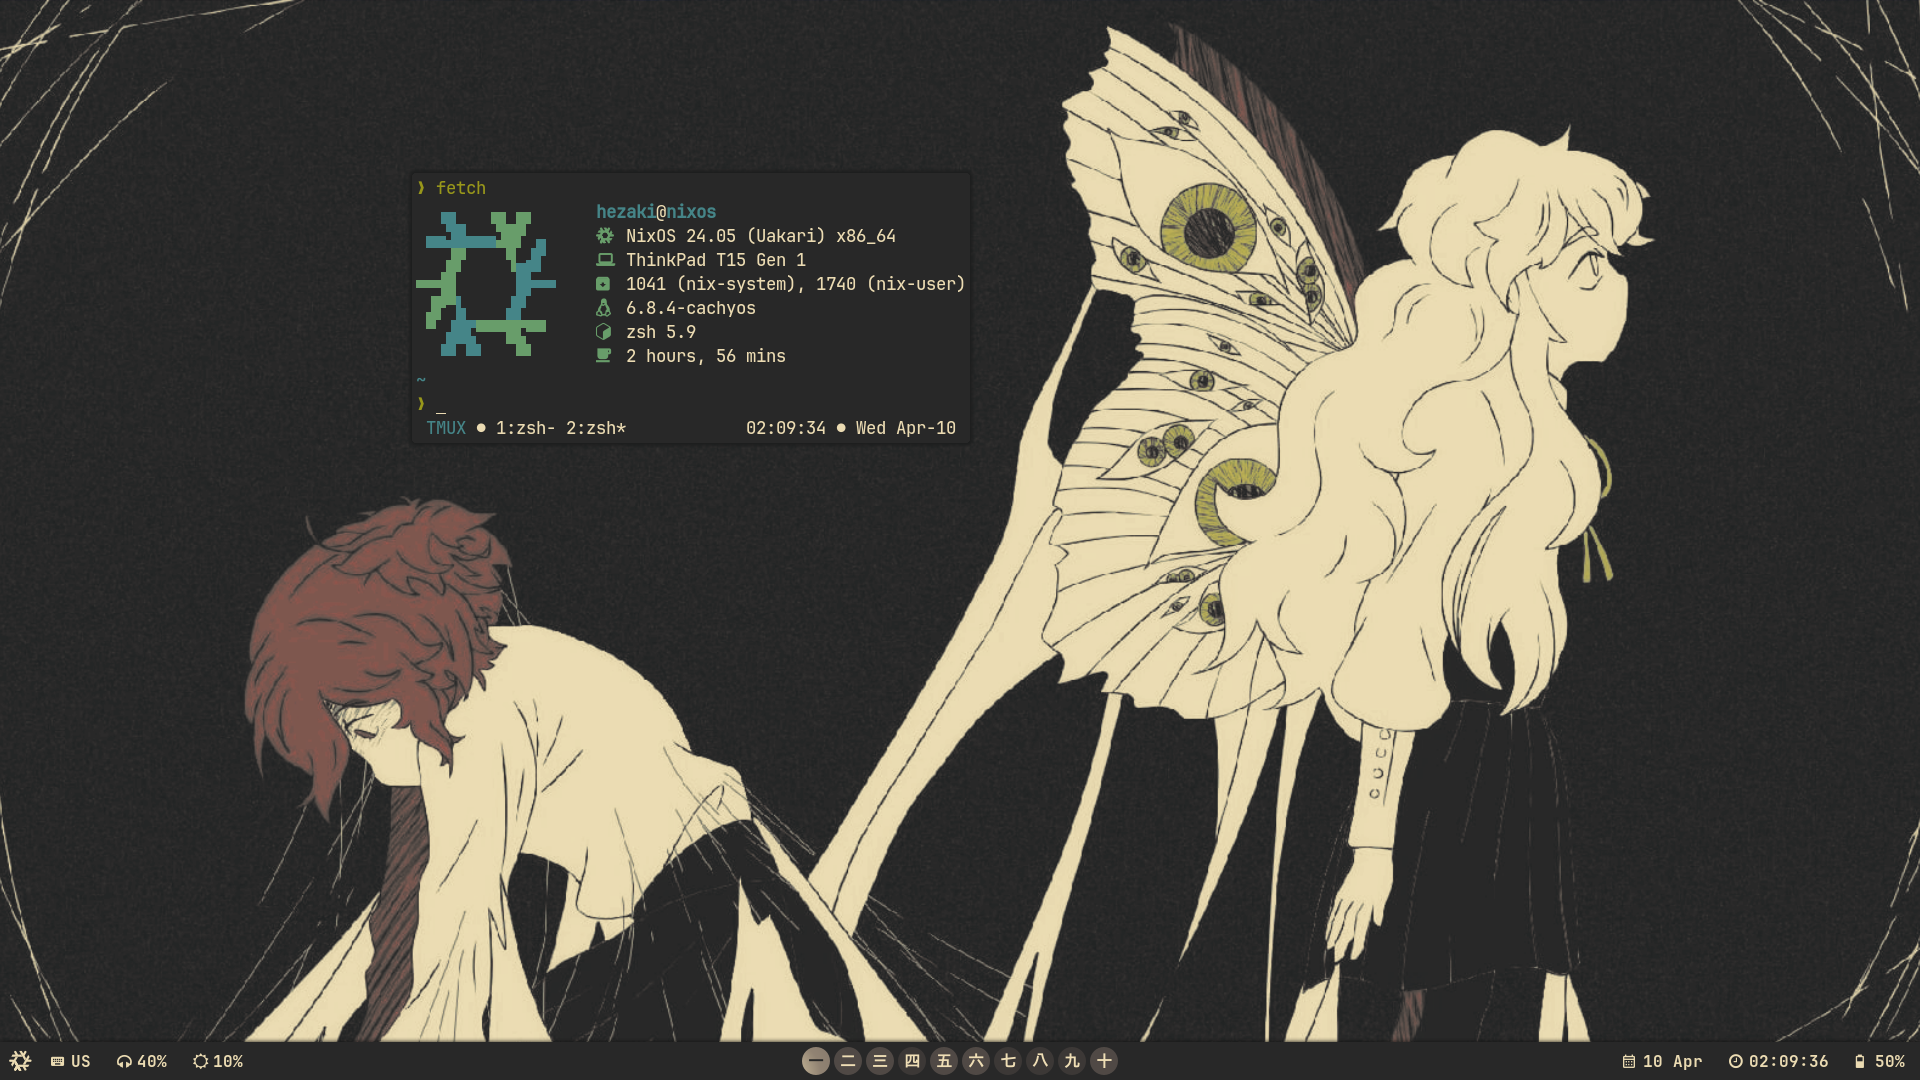 ❯ fetch
hezaki@nixos
NixOS 24.05 (Uakari) x86_64
ThinkPad T15 Gen 1
1041 (nix-system), 1740 (nix-user)
6.8.4-cachyos
zsh 5.9
2 hours, 56 mins
~
❯ _
TMUX ● 1:zsh- 2:zsh* 02:09:34 ● Wed Apr-10
US 40% 10% 一 二 三 四 五 六 七 八 九 十 10 Apr 02:09:36 50%